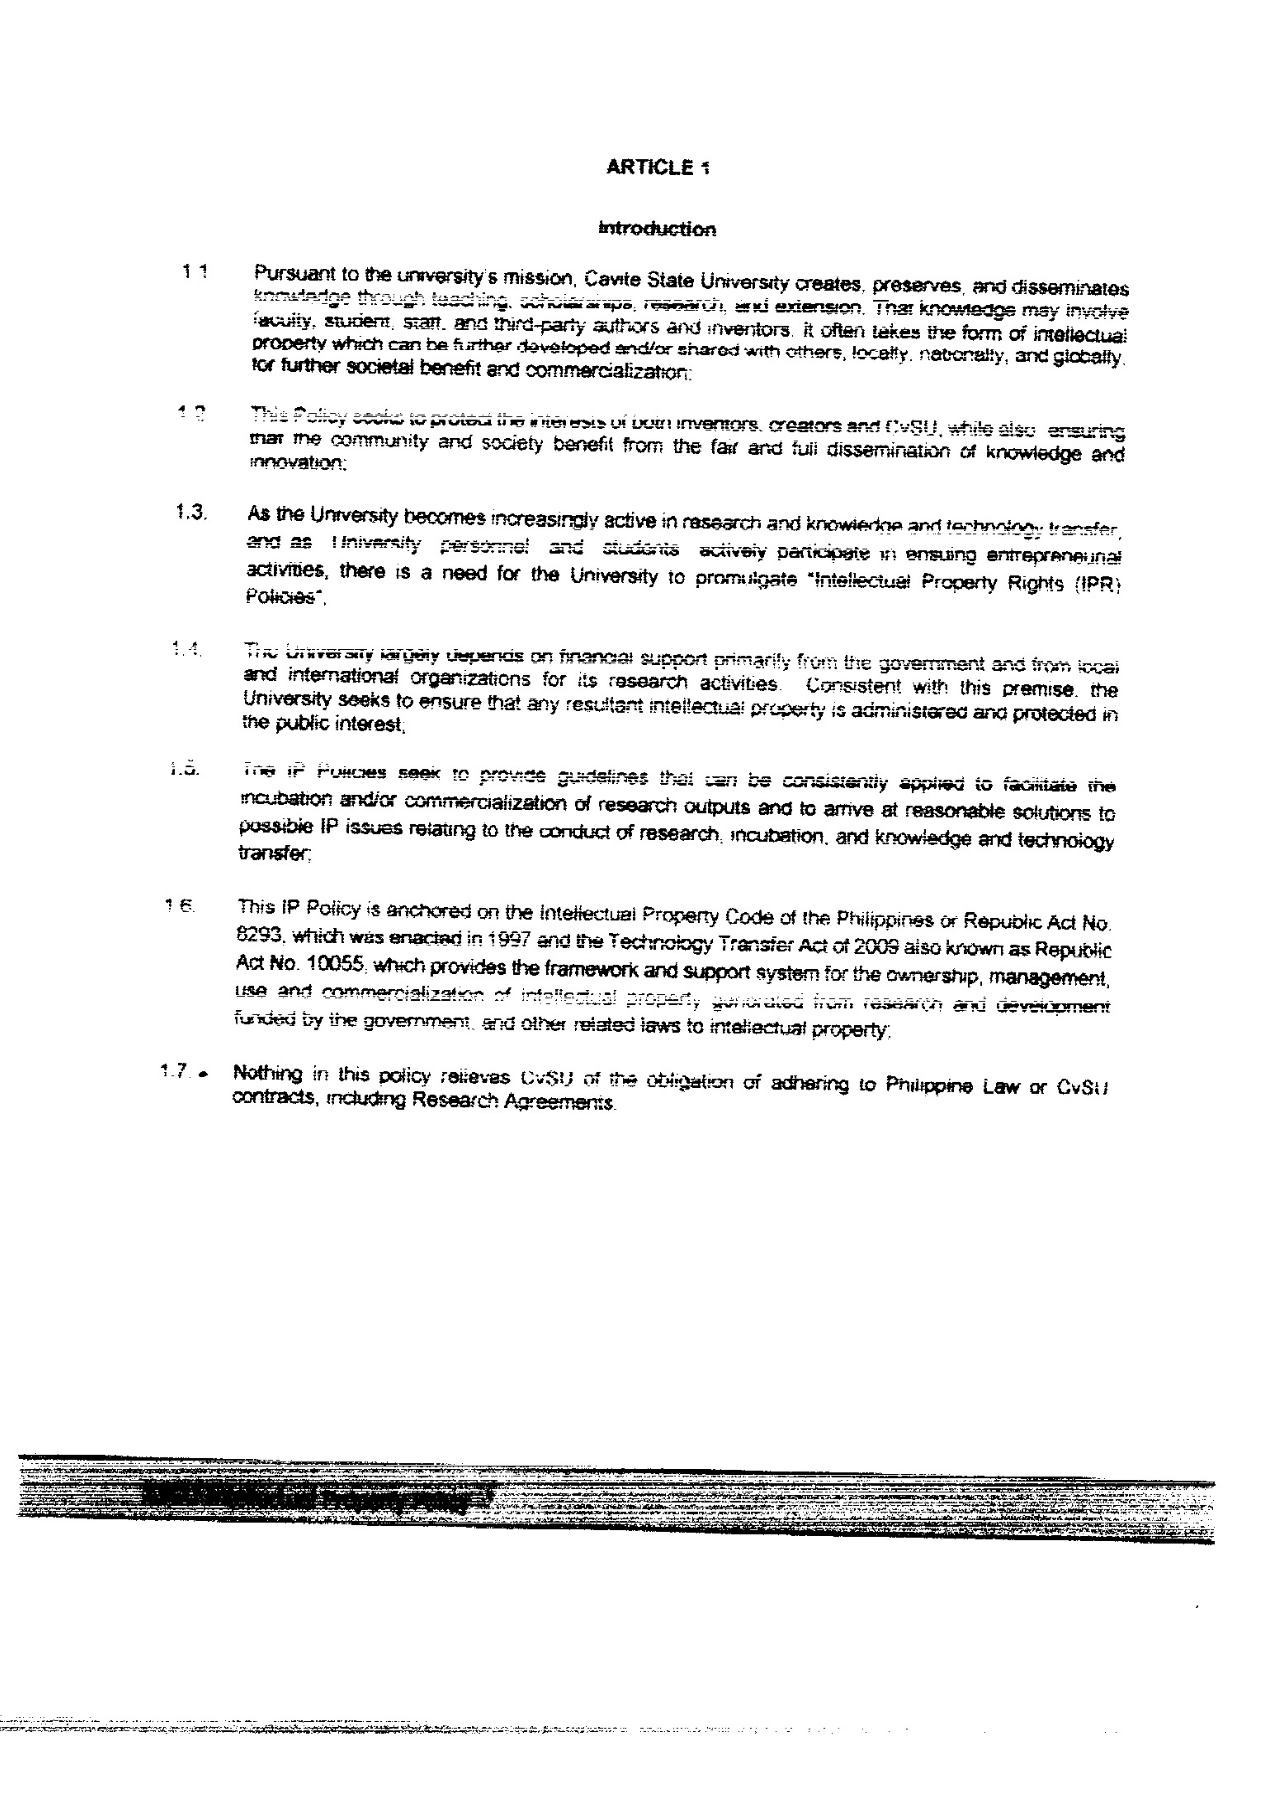 ARTICLE 1
Introduction
1.1 Pursuant to the university's mission, Cavite State University creates, preserves, and disseminates
knowledge through teaching, scholarships, research, and extension. That knowledge may involve
faculty, student, staff, and third-party authors and inventors. It often takes the form of intellectual
property which can be further developed and/or shared with others, locally, nationally, and globally,
for further societal benefit and commercialization;
1.2 This Policy seeks to protect the interests of both inventors, creators and CvSU, while also ensuring
that the community and society benefit from the fair and full dissemination of knowledge and
innovation;
1.3. As the University becomes increasingly active in research and knowledge and technology transfer,
and as University personnel and students actively participate in ensuing entrepreneurial
activities, there is a need for the University to promulgate "Intellectual Property Rights (IPR)
Policies";
1.4. The University largely depends on financial support primarily from the government and from local
and international organizations for its research activities. Consistent with this premise, the
University seeks to ensure that any resultant intellectual property is administered and protected in
the public interest;
1.5. The IP Policies seek to provide guidelines that can be consistently applied to facilitate the
incubation and/or commercialization of research outputs and to arrive at reasonable solutions to
possible IP issues relating to the conduct of research, incubation, and knowledge and technology
transfer;
1.6. This IP Policy is anchored on the Intellectual Property Code of the Philippines or Republic Act No.
8293, which was enacted in 1997 and the Technology Transfer Act of 2009 also known as Republic
Act No. 10055, which provides the framework and support system for the ownership, management,
use and commercialization of intellectual property generated from research and development
funded by the government, and other related laws to intellectual property;
1.7. Nothing in this policy relieves CvSU of the obligation of adhering to Philippine Law or CvSU
contracts, including Research Agreements.
Intellectual Property Policy